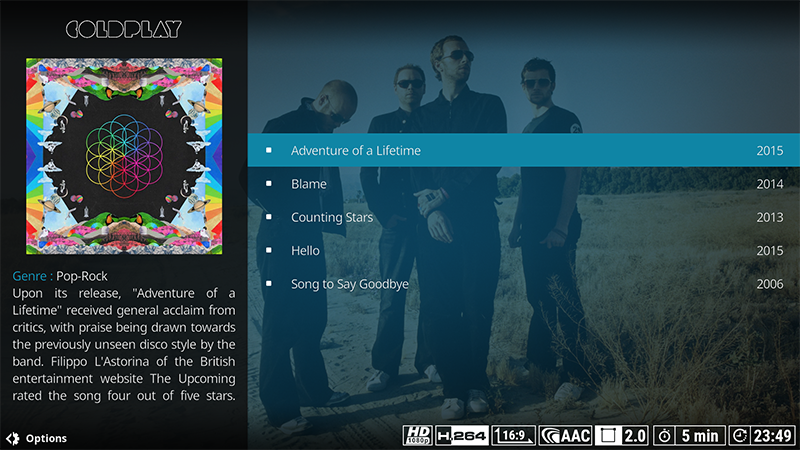 COLDPLAY
Genre : Pop-Rock
Upon its release, "Adventure of a
Lifetime" received general acclaim from
critics, with praise being drawn towards
the previously unseen disco style by the
band. Filippo L'Astorina of the British
entertainment website The Upcoming
rated the song four out of five stars.
Options
Adventure of a Lifetime 2015
Blame 2014
Counting Stars 2013
Hello 2015
Song to Say Goodbye 2006
HD 1080p H.264 16:9 AAC 2.0 5 min 23:49